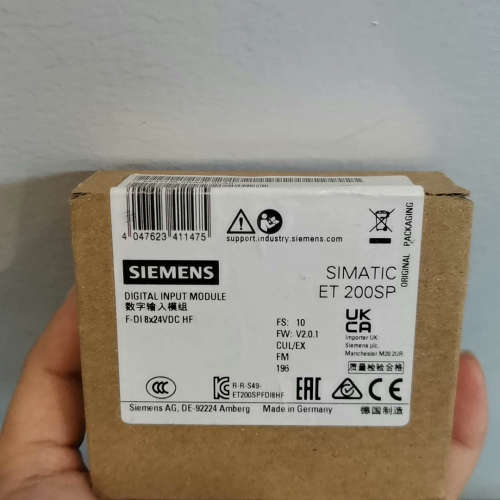 4 047623 411475
support.industry.siemens.com
ORIGINAL PACKAGING
SIEMENS
SIMATIC
ET 200SP
DIGITAL INPUT MODULE
数字输入模组
F-DI 8x24VDC HF
FS: 10
FW: V2.0.1
CUL/EX
FM
196
UK
CA
Importer UK:
Siemens plc.
Manchester M20 2UR
质量检验合格
CCC
R-R-S49-
ET200SPFDI8HF
EAC
CE
Siemens AG, DE-92224 Amberg
Made in Germany
德国制造